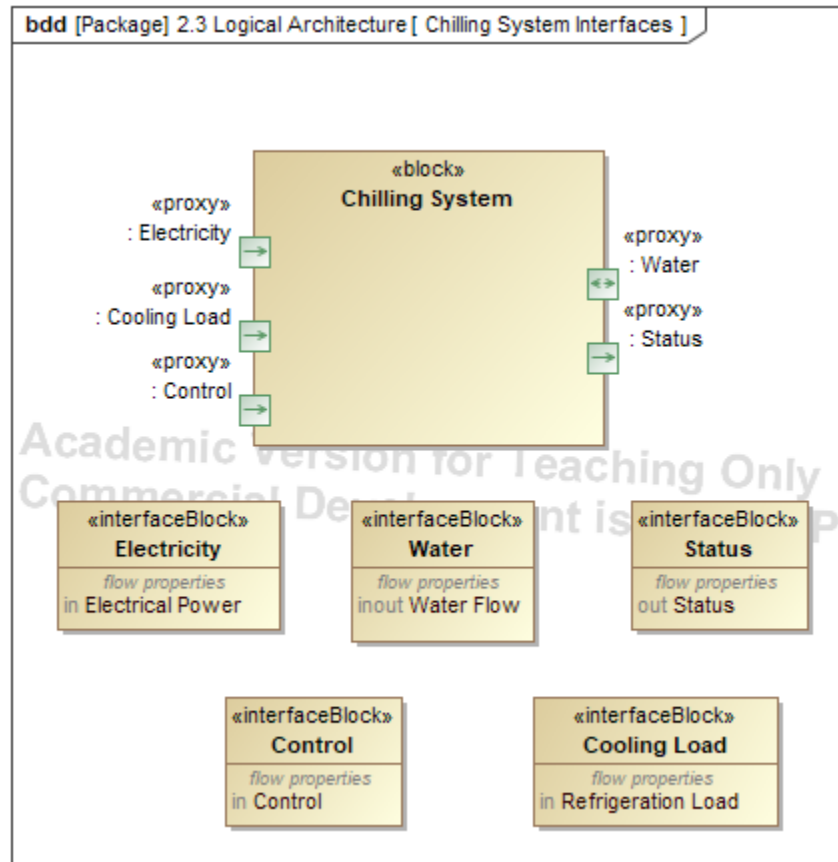 bdd [Package] 2.3 Logical Architecture [ Chilling System Interfaces ]
«block»
Chilling System
«proxy»
: Electricity
«proxy»
: Cooling Load
«proxy»
: Control
«proxy»
: Water
«proxy»
: Status
Academic Version for Teaching Only
Commercial Development is
«interfaceBlock»
Electricity
flow properties
in Electrical Power
«interfaceBlock»
Water
flow properties
inout Water Flow
«interfaceBlock»
Status
flow properties
out Status
«interfaceBlock»
Control
flow properties
in Control
«interfaceBlock»
Cooling Load
flow properties
in Refrigeration Load